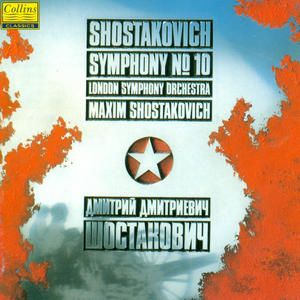 Collins
CLASSICS
SHOSTAKOVICH
SYMPHONY № 10
LONDON SYMPHONY ORCHESTRA
MAXIM SHOSTAKOVICH
ДМИТРИЙ ДМИТРИЕВИЧ
ШОСТАКОВИЧ